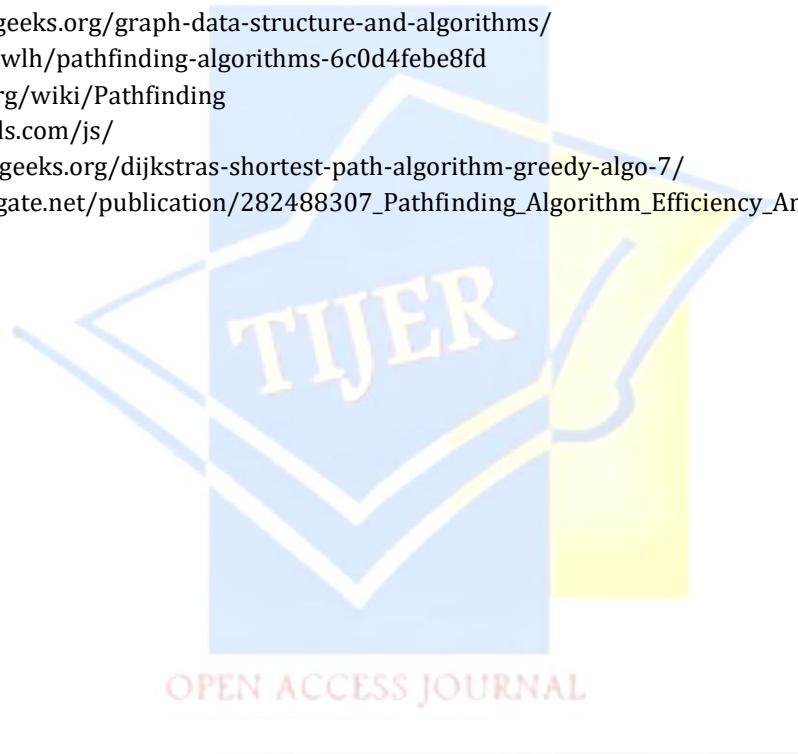 geeks.org/graph-data-structure-and-algorithms/
wlh/pathfinding-algorithms-6c0d4febe8fd
rg/wiki/Pathfinding
ls.com/js/
geeks.org/dijkstras-shortest-path-algorithm-greedy-algo-7/
gate.net/publication/282488307_Pathfinding_Algorithm_Efficiency_An
TIJER
OPEN ACCESS JOURNAL